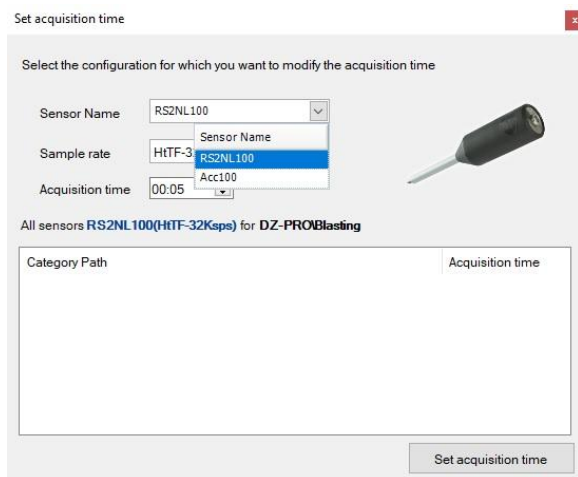 Set acquisition time
x
Select the configuration for which you want to modify the acquisition time
Sensor Name RS2NL100
Sensor Name
Sample rate HtTF-3
RS2NL100
Acc100
Acquisition time 00:05
All sensors RS2NL100(HtTF-32Ksps) for DZ-PRO\Blasting
Category Path Acquisition time
Set acquisition time